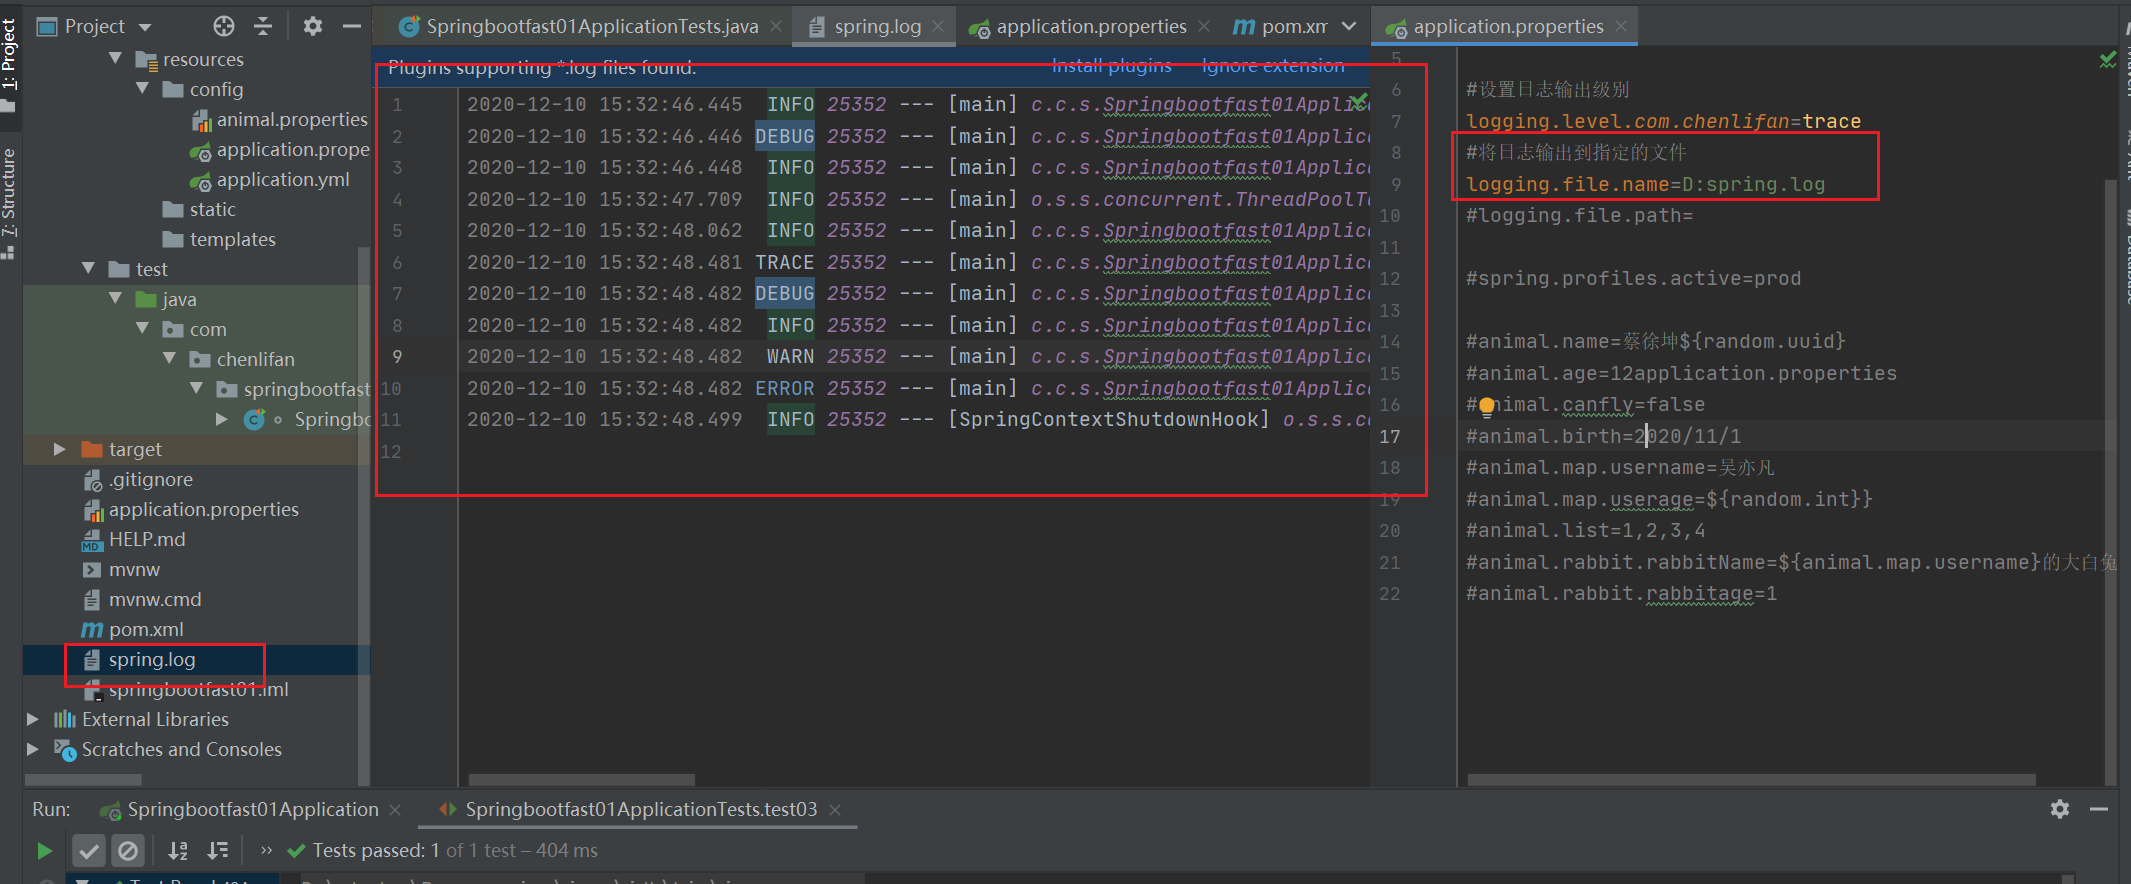 Project
Springbootfast01ApplicationTests.java
spring.log
application.properties
pom.xm
application.properties
1: Project
7: Structure
resources
config
animal.properties
application.prope
application.yml
static
templates
test
java
com
chenlifan
springbootfast
Springbo
target
.gitignore
application.properties
HELP.md
mvnw
mvnw.cmd
pom.xml
spring.log
springbootfast01.iml
External Libraries
Scratches and Consoles
Plugins supporting *.log files found. Install plugins Ignore extension
1 2020-12-10 15:32:46.445 INFO 25352 --- [main] c.c.s.Springbootfast01Applica
2 2020-12-10 15:32:46.446 DEBUG 25352 --- [main] c.c.s.Springbootfast01Applica
3 2020-12-10 15:32:46.448 INFO 25352 --- [main] c.c.s.Springbootfast01Applica
4 2020-12-10 15:32:47.709 INFO 25352 --- [main] o.s.s.concurrent.ThreadPoolTa
5 2020-12-10 15:32:48.062 INFO 25352 --- [main] c.c.s.Springbootfast01Applica
6 2020-12-10 15:32:48.481 TRACE 25352 --- [main] c.c.s.Springbootfast01Applica
7 2020-12-10 15:32:48.482 DEBUG 25352 --- [main] c.c.s.Springbootfast01Applica
8 2020-12-10 15:32:48.482 INFO 25352 --- [main] c.c.s.Springbootfast01Applica
9 2020-12-10 15:32:48.482 WARN 25352 --- [main] c.c.s.Springbootfast01Applica
10 2020-12-10 15:32:48.482 ERROR 25352 --- [main] c.c.s.Springbootfast01Applica
11 2020-12-10 15:32:48.499 INFO 25352 --- [SpringContextShutdownHook] o.s.s.co
12
5
6 #设置日志输出级别
7 logging.level.com.chenlifan=trace
8 #将日志输出到指定的文件
9 logging.file.name=D:spring.log
10 #logging.file.path=
11
12 #spring.profiles.active=prod
13
14 #animal.name=蔡徐坤${random.uuid}
15 #animal.age=12application.properties
16 #animal.canfly=false
17 #animal.birth=2020/11/1
18 #animal.map.username=吴亦凡
19 #animal.map.userage=${random.int}}
20 #animal.list=1,2,3,4
21 #animal.rabbit.rabbitName=${animal.map.username}的大白兔
22 #animal.rabbit.rabbitage=1
Run: Springbootfast01Application Springbootfast01ApplicationTests.test03
Tests passed: 1 of 1 test – 404 ms